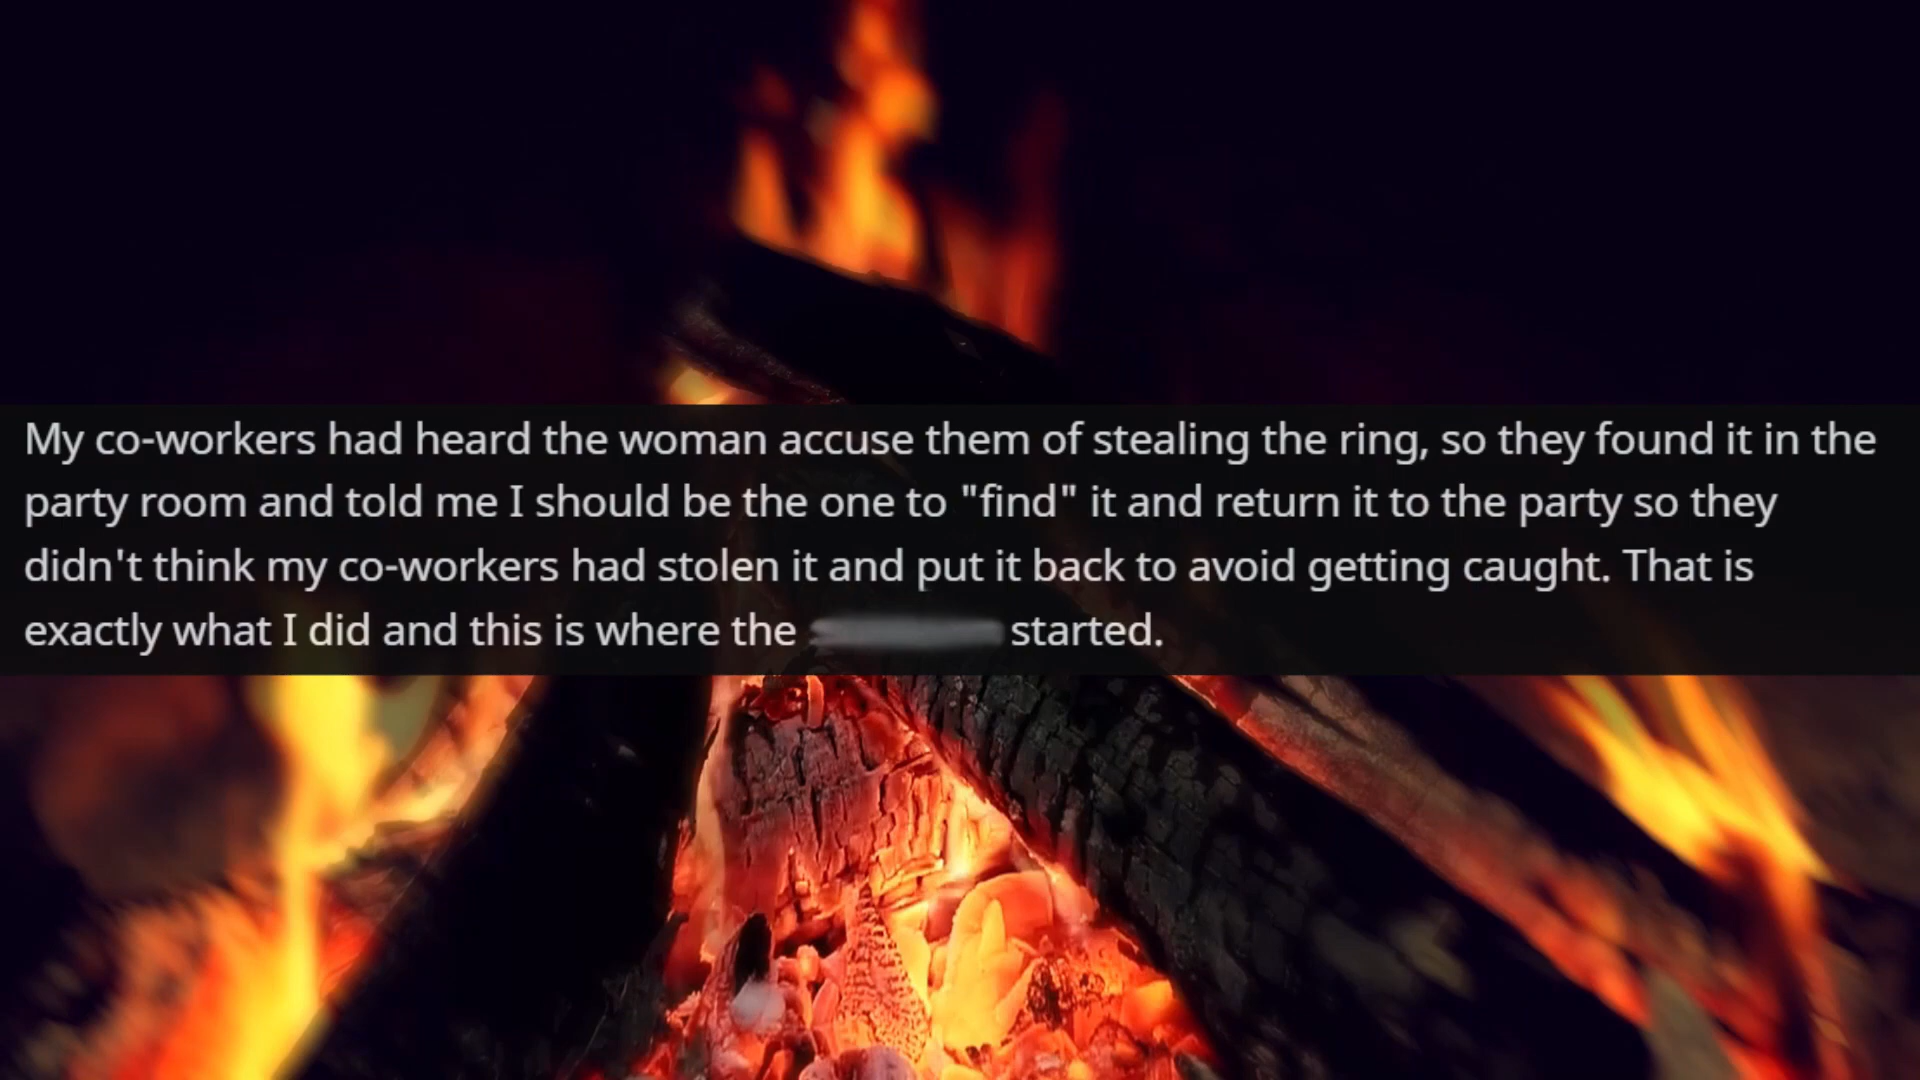 My co-workers had heard the woman accuse them of stealing the ring, so they found it in the
party room and told me I should be the one to "find" it and return it to the party so they
didn't think my co-workers had stolen it and put it back to avoid getting caught. That is
exactly what I did and this is where the started.